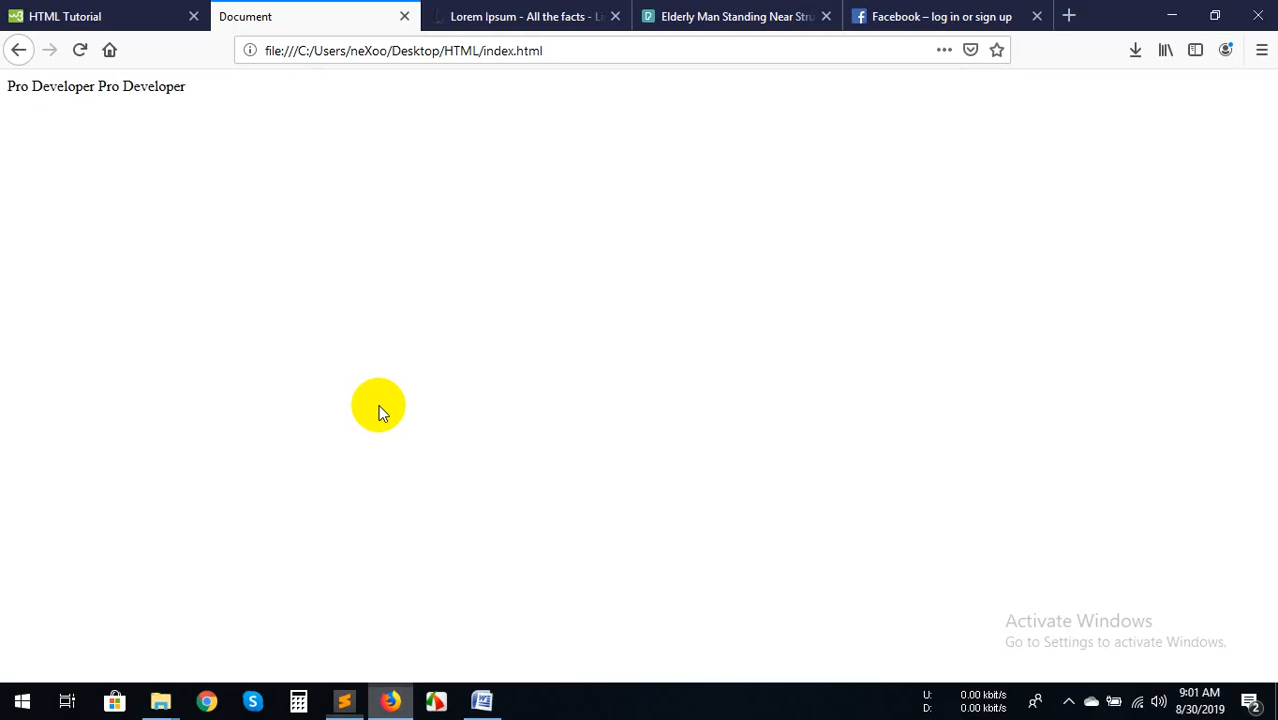 HTML Tutorial
Document
Lorem Ipsum - All the facts - Li
Elderly Man Standing Near Stru
Facebook – log in or sign up
file:///C:/Users/neXoo/Desktop/HTML/index.html
Pro Developer Pro Developer
Activate Windows
Go to Settings to activate Windows.
U: 0.00 kbit/s
D: 0.00 kbit/s
9:01 AM
8/30/2019
2